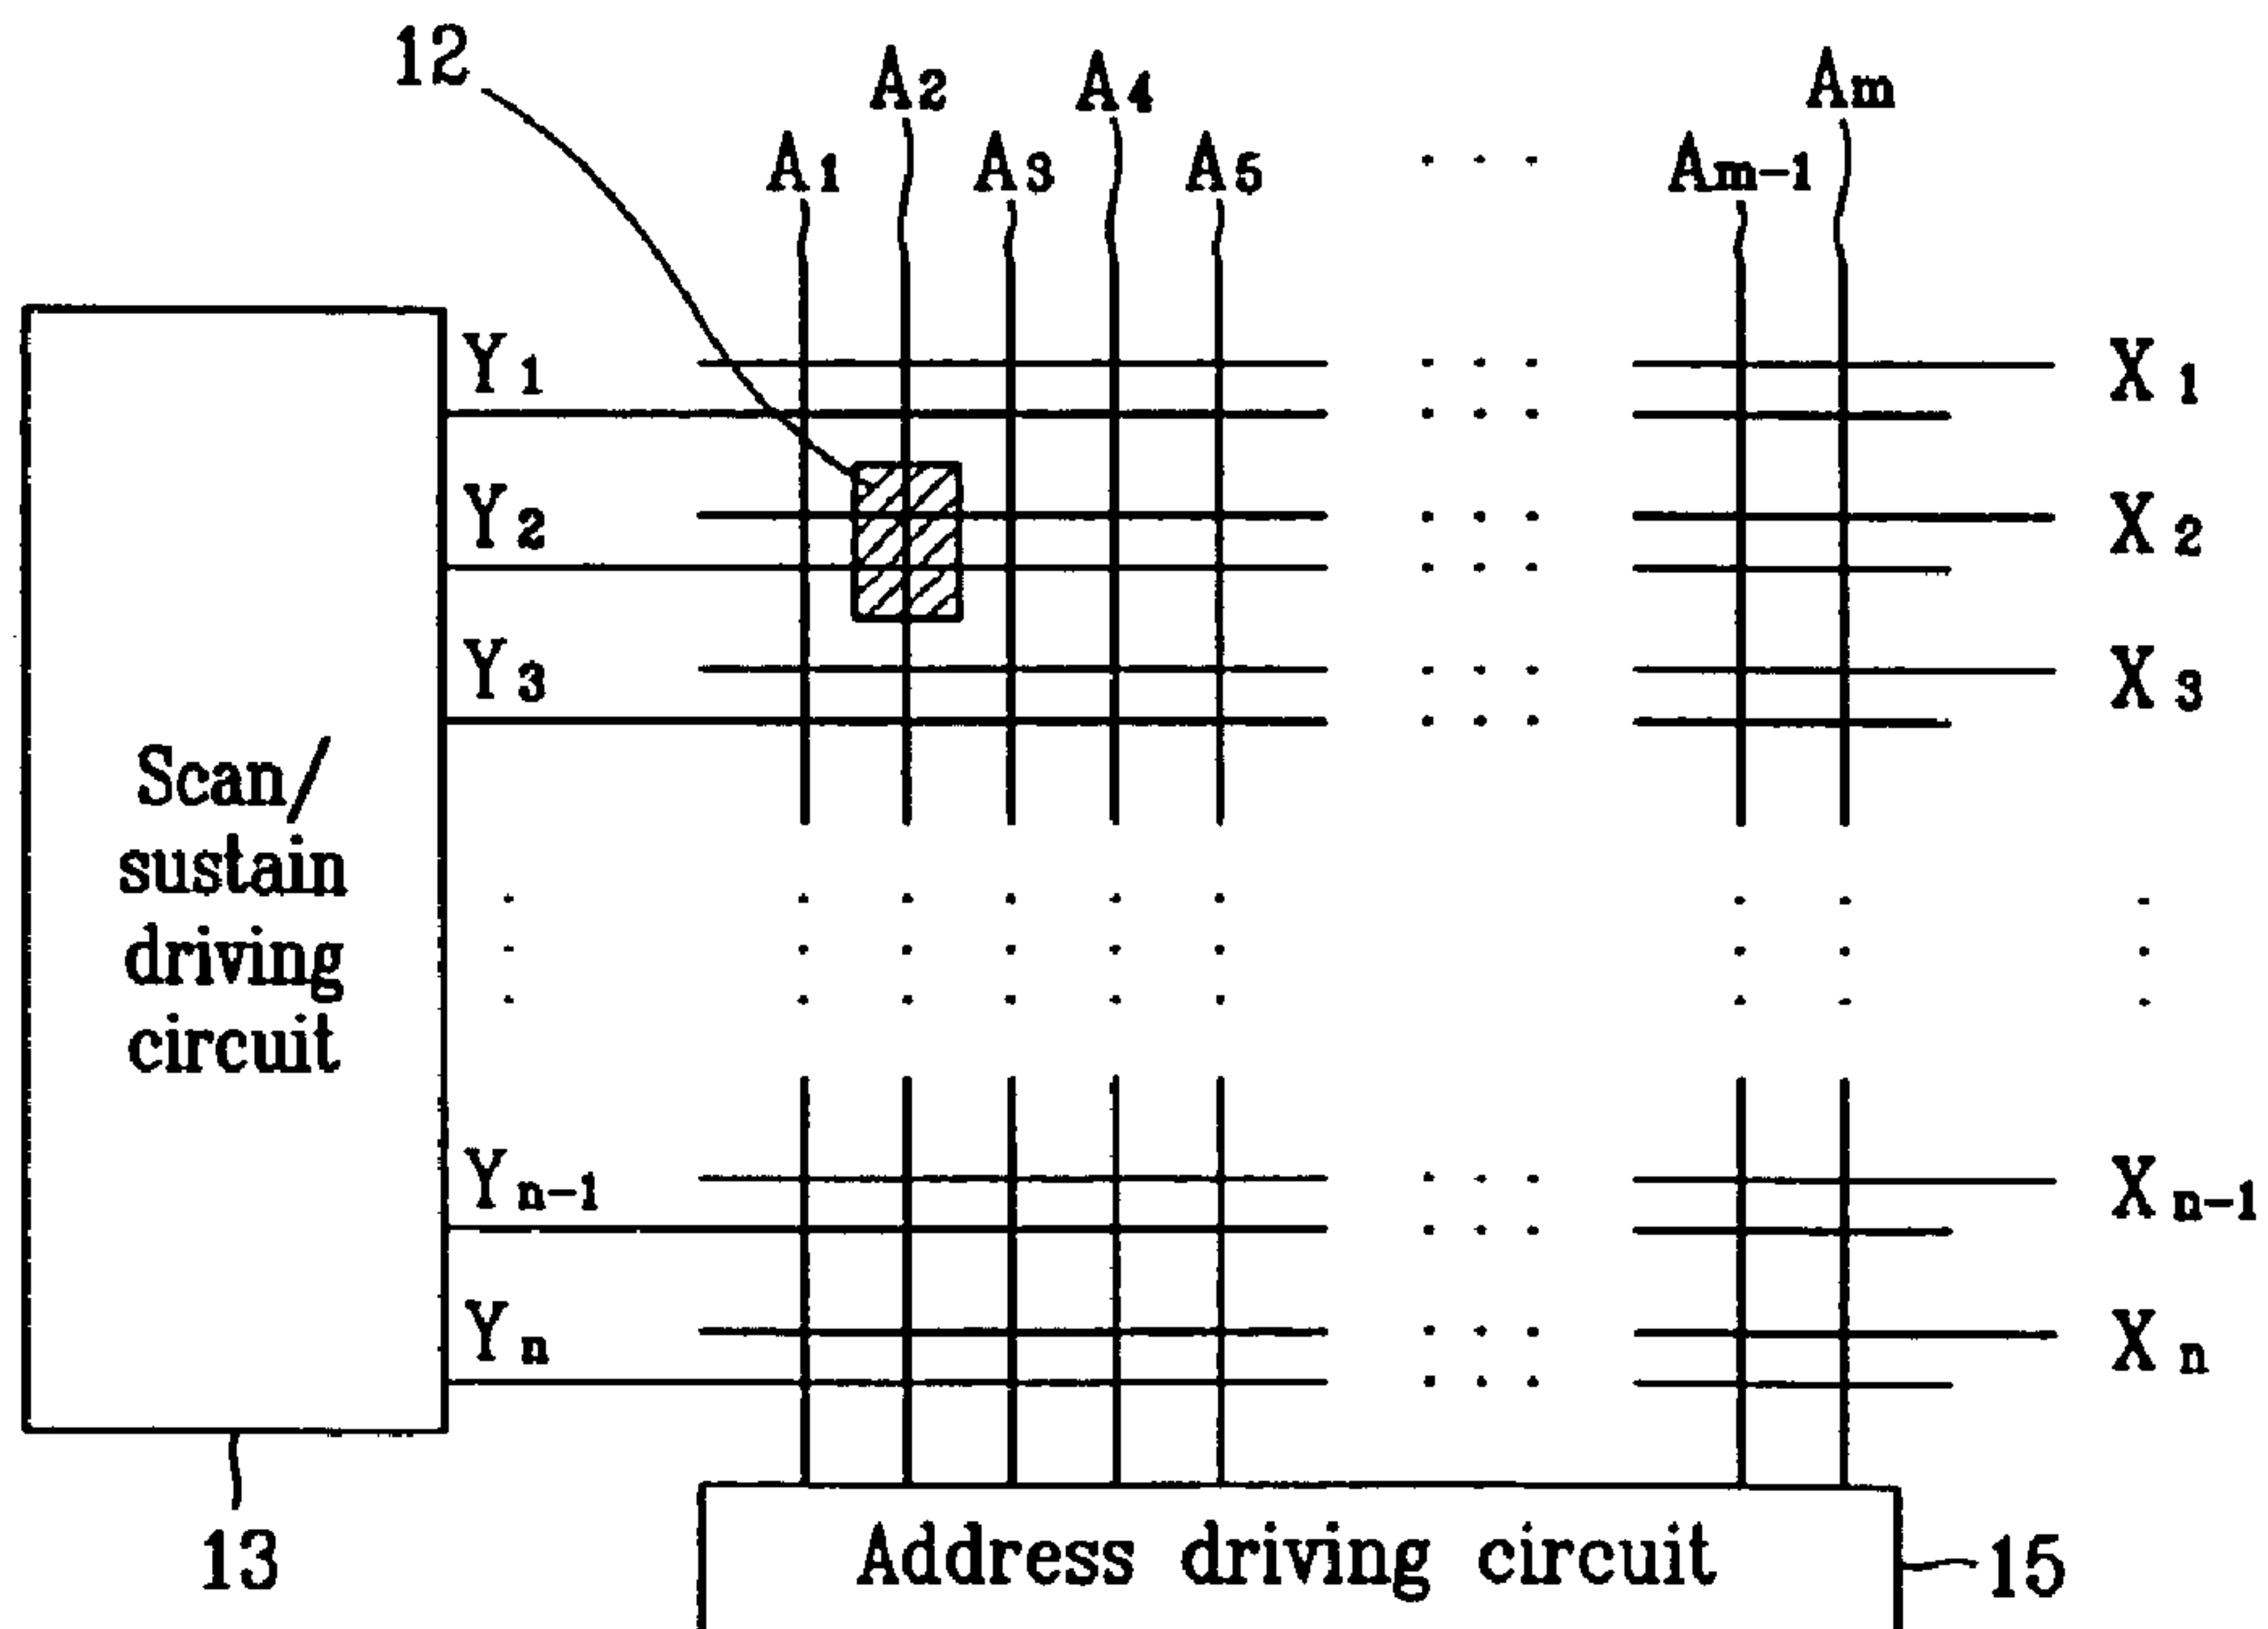 12
A2 A4 Am
A1 A3 A5 . . . Am-1
Y1 X1
Y2 X2
Y3 X3
Scan/
sustain
driving
circuit
Yn-1 Xn-1
Yn Xn
13
Address driving circuit
15